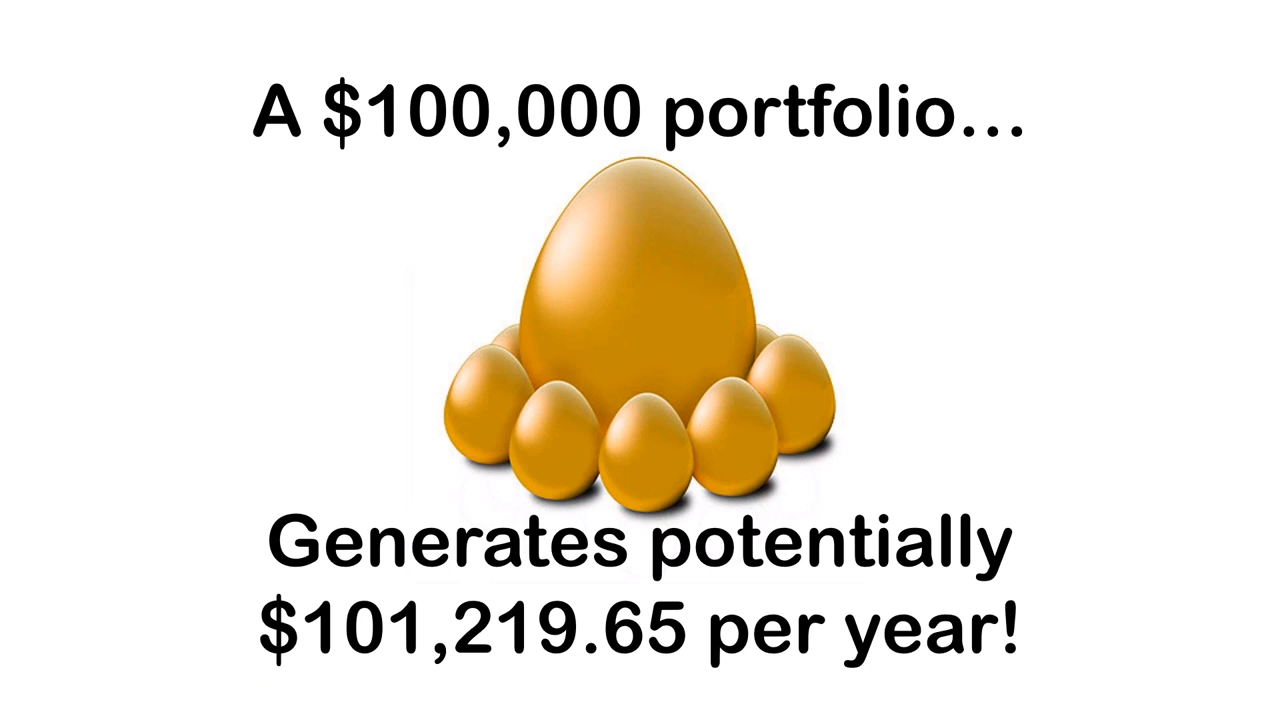 A $100,000 portfolio...
Generates potentially
$101,219.65 per year!